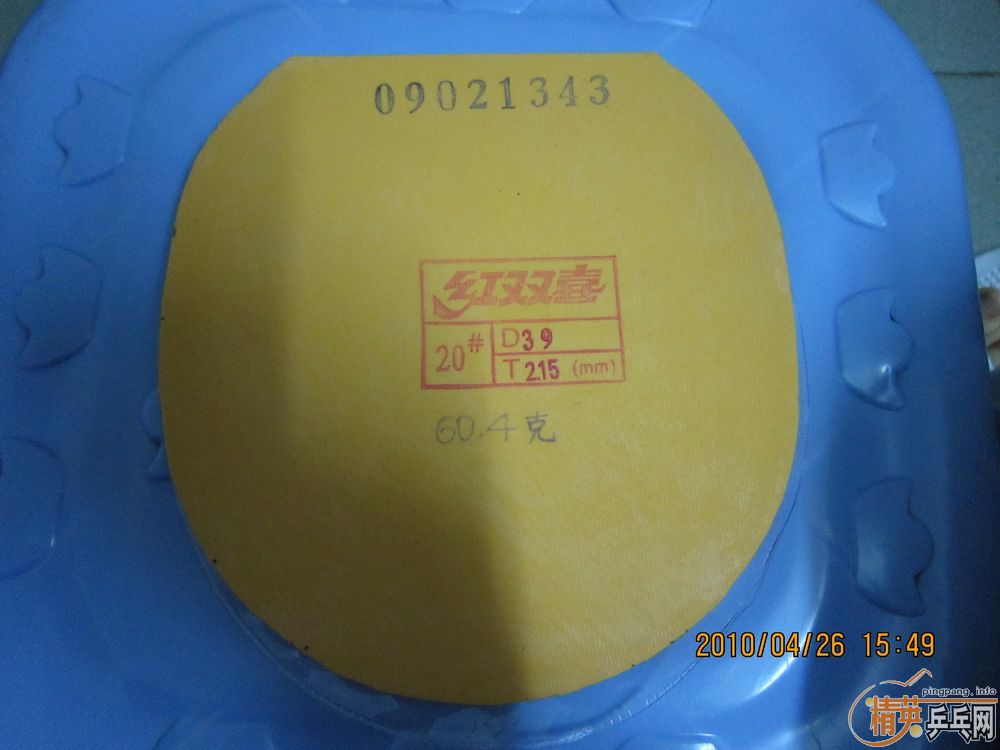 09021343
红双喜
20# D39
T 2.15 (mm)
60.4克
2010/04/26 15:49
pingpang.info
精英乒乓网